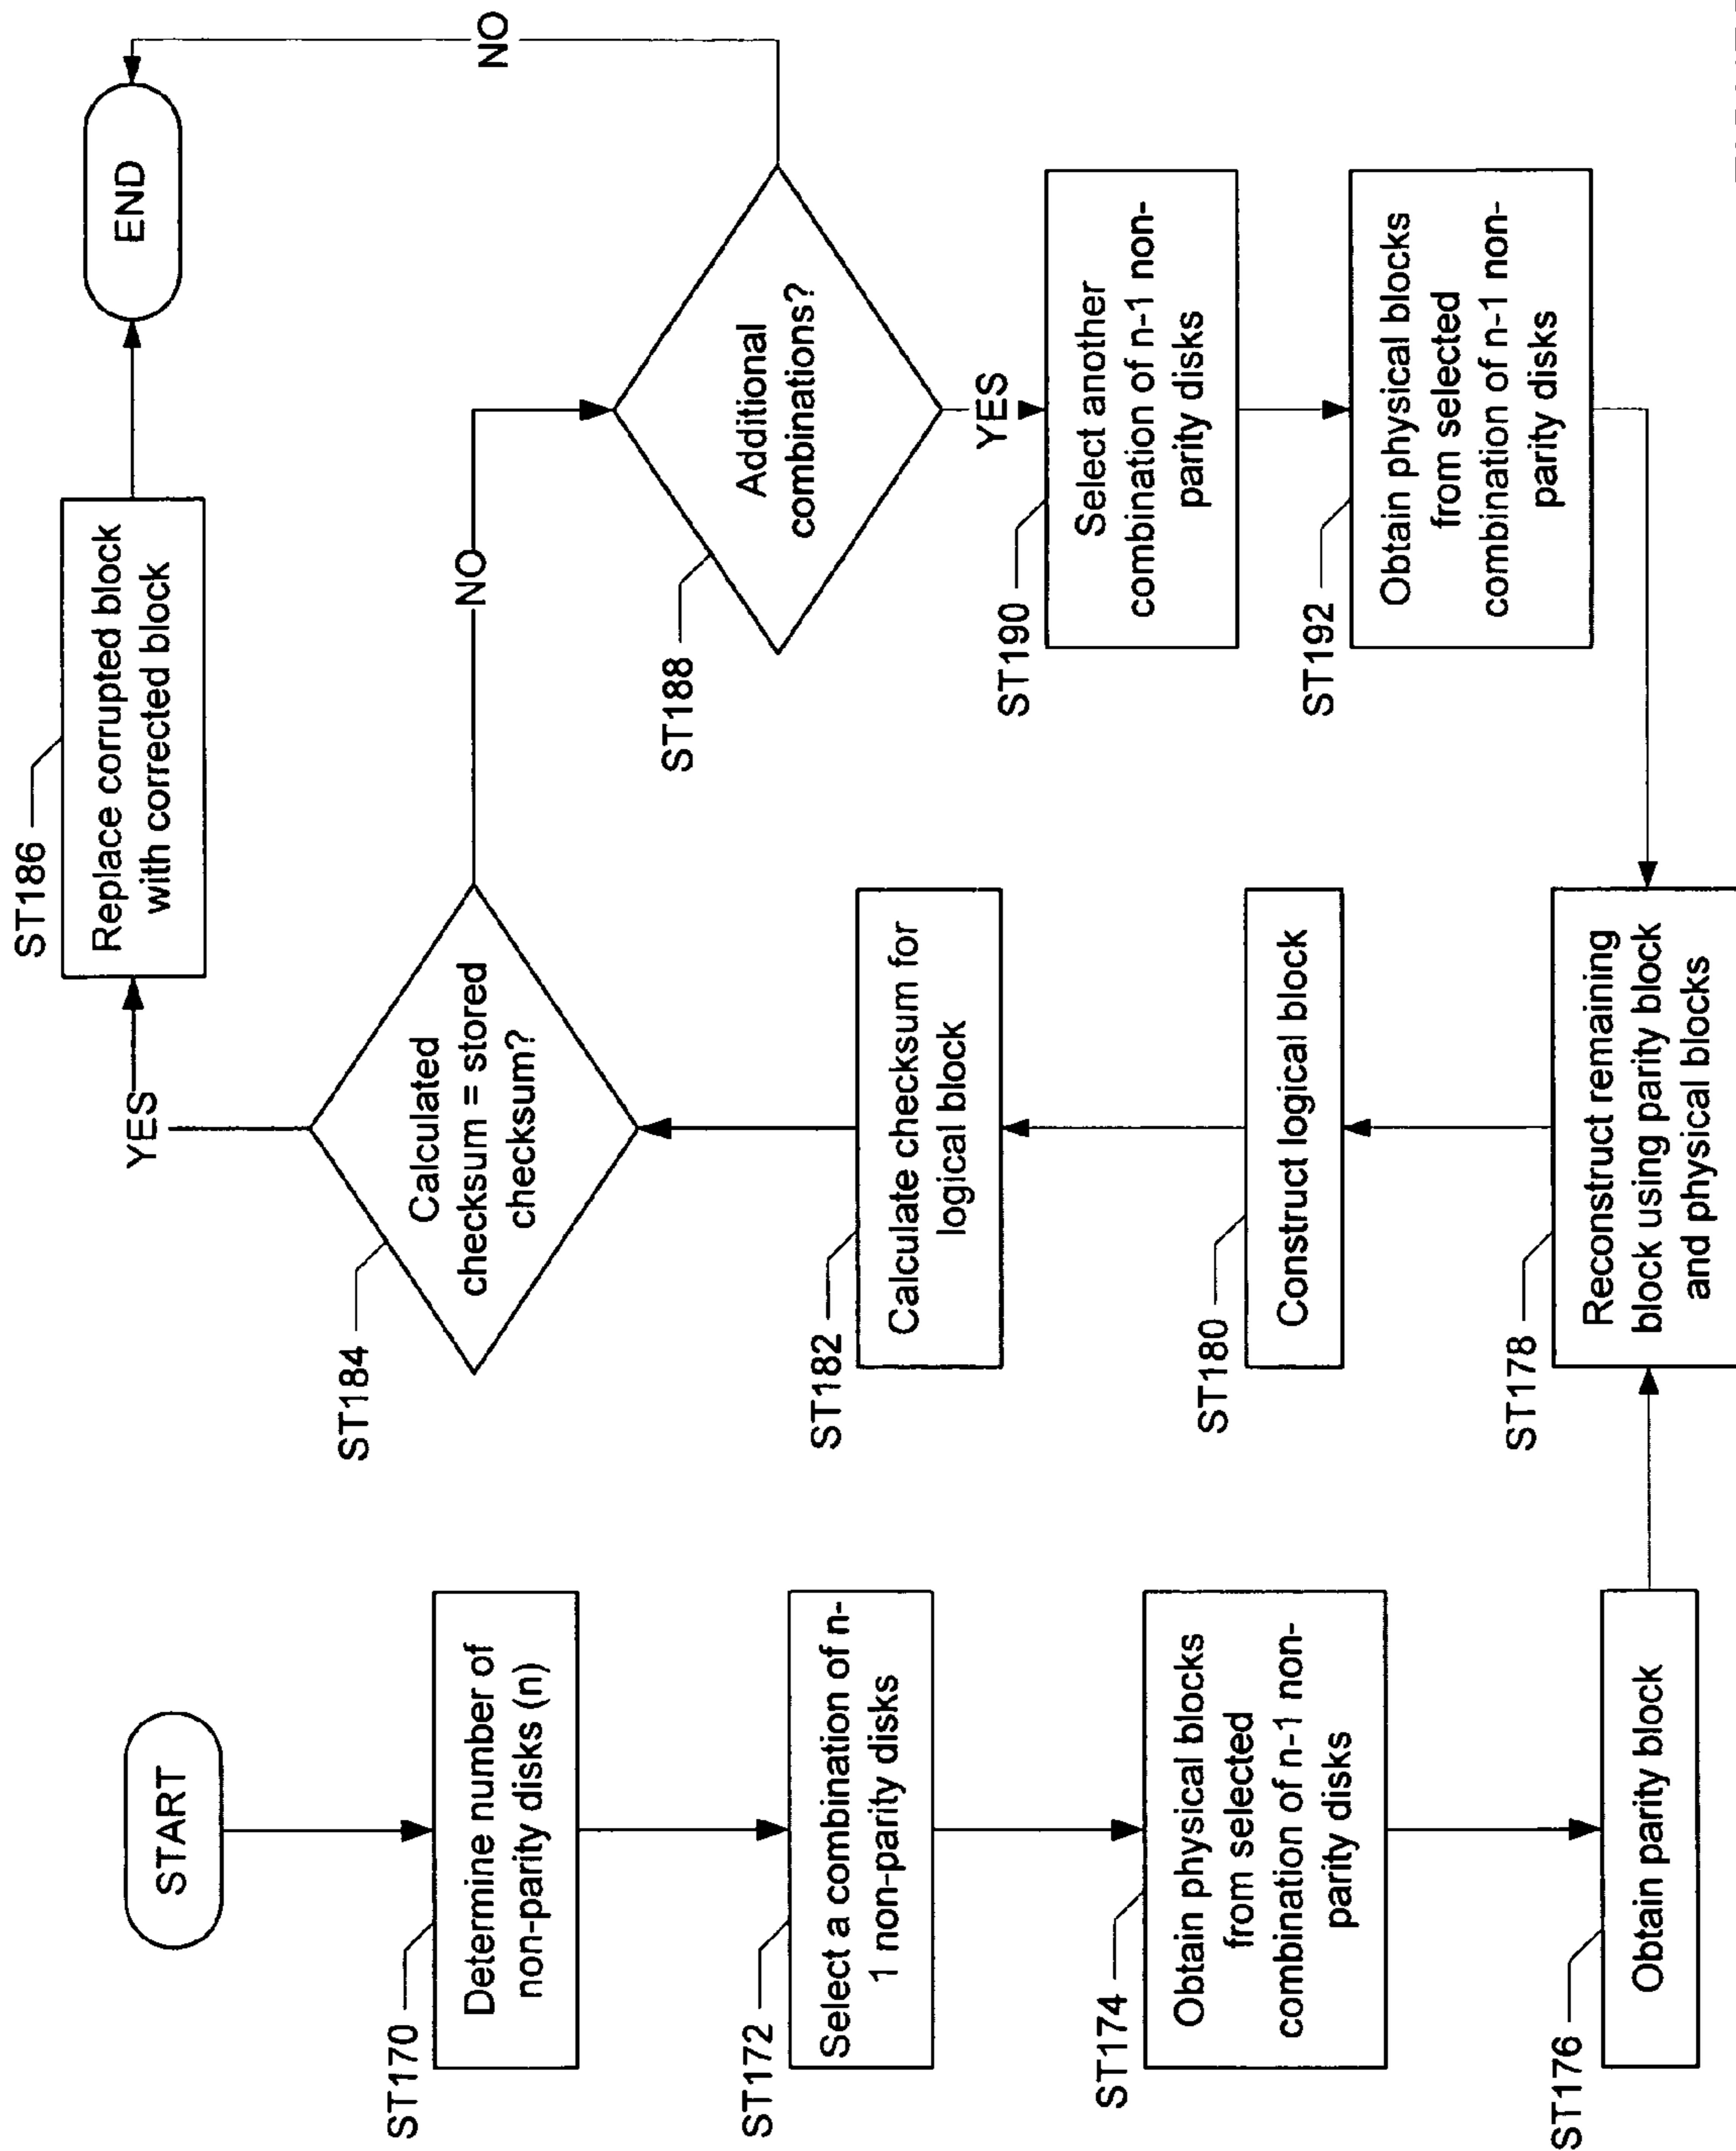 START
ST170
Determine number of
non-parity disks (n)
ST172
Select a combination of n-
1 non-parity disks
ST174
Obtain physical blocks
from selected
combination of n-1 non-
parity disks
ST176
Obtain parity block
ST178
Reconstruct remaining
block using parity block
and physical blocks
ST180
Construct logical block
ST182
Calculate checksum for
logical block
ST184
Calculated
checksum = stored
checksum?
YES
NO
ST186
Replace corrupted block
with corrected block
END
ST188
Additional
combinations?
NO
YES
ST190
Select another
combination of n-1 non-
parity disks
ST192
Obtain physical blocks
from selected
combination of n-1 non-
parity disks